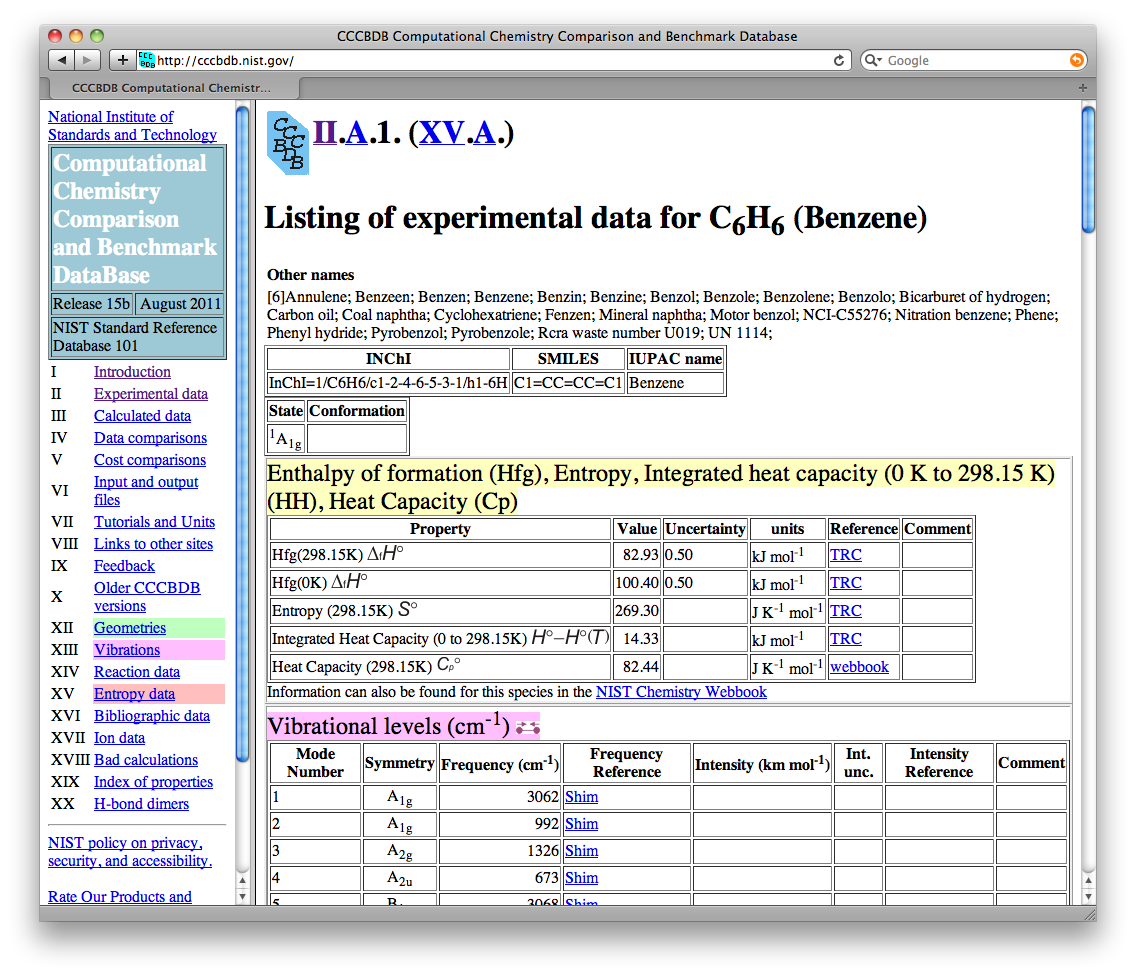 CCCBDB Computational Chemistry Comparison and Benchmark Database
http://cccbdb.nist.gov/
Google
CCCBDB Computational Chemistr...
National Institute of
Standards and Technology
Computational
Chemistry
Comparison
and Benchmark
DataBase
Release 15b August 2011
NIST Standard Reference
Database 101
I Introduction
II Experimental data
III Calculated data
IV Data comparisons
V Cost comparisons
VI Input and output
files
VII Tutorials and Units
VIII Links to other sites
IX Feedback
X Older CCCBDB
versions
XII Geometries
XIII Vibrations
XIV Reaction data
XV Entropy data
XVI Bibliographic data
XVII Ion data
XVIII Bad calculations
XIX Index of properties
XX H-bond dimers
NIST policy on privacy,
security, and accessibility.
Rate Our Products and
CCCBDB
II.A.1. (XV.A.)
Listing of experimental data for C6H6 (Benzene)
Other names
[6]Annulene; Benzeen; Benzen; Benzene; Benzin; Benzine; Benzol; Benzole; Benzolene; Benzolo; Bicarburet of hydrogen;
Carbon oil; Coal naphtha; Cyclohexatriene; Fenzen; Mineral naphtha; Motor benzol; NCI-C55276; Nitration benzene; Phene;
Phenyl hydride; Pyrobenzol; Pyrobenzole; Rcra waste number U019; UN 1114;
INChI SMILES IUPAC name
InChI=1/C6H6/c1-2-4-6-5-3-1/h1-6H C1=CC=CC=C1 Benzene
State Conformation
1A1g
Enthalpy of formation (Hfg), Entropy, Integrated heat capacity (0 K to 298.15 K)
(HH), Heat Capacity (Cp)
Property Value Uncertainty units Reference Comment
Hfg(298.15K) ΔfH° 82.93 0.50 kJ mol-1 TRC
Hfg(0K) ΔfH° 100.40 0.50 kJ mol-1 TRC
Entropy (298.15K) S° 269.30 J K-1 mol-1 TRC
Integrated Heat Capacity (0 to 298.15K) H°−H°(T) 14.33 kJ mol-1 TRC
Heat Capacity (298.15K) Cp° 82.44 J K-1 mol-1 webbook
Information can also be found for this species in the NIST Chemistry Webbook
Vibrational levels (cm-1)
Mode Number Symmetry Frequency (cm-1) Frequency Reference Intensity (km mol-1) Int. unc. Intensity Reference Comment
1 A1g 3062 Shim
2 A1g 992 Shim
3 A2g 1326 Shim
4 A2u 673 Shim
5 3068 Shim